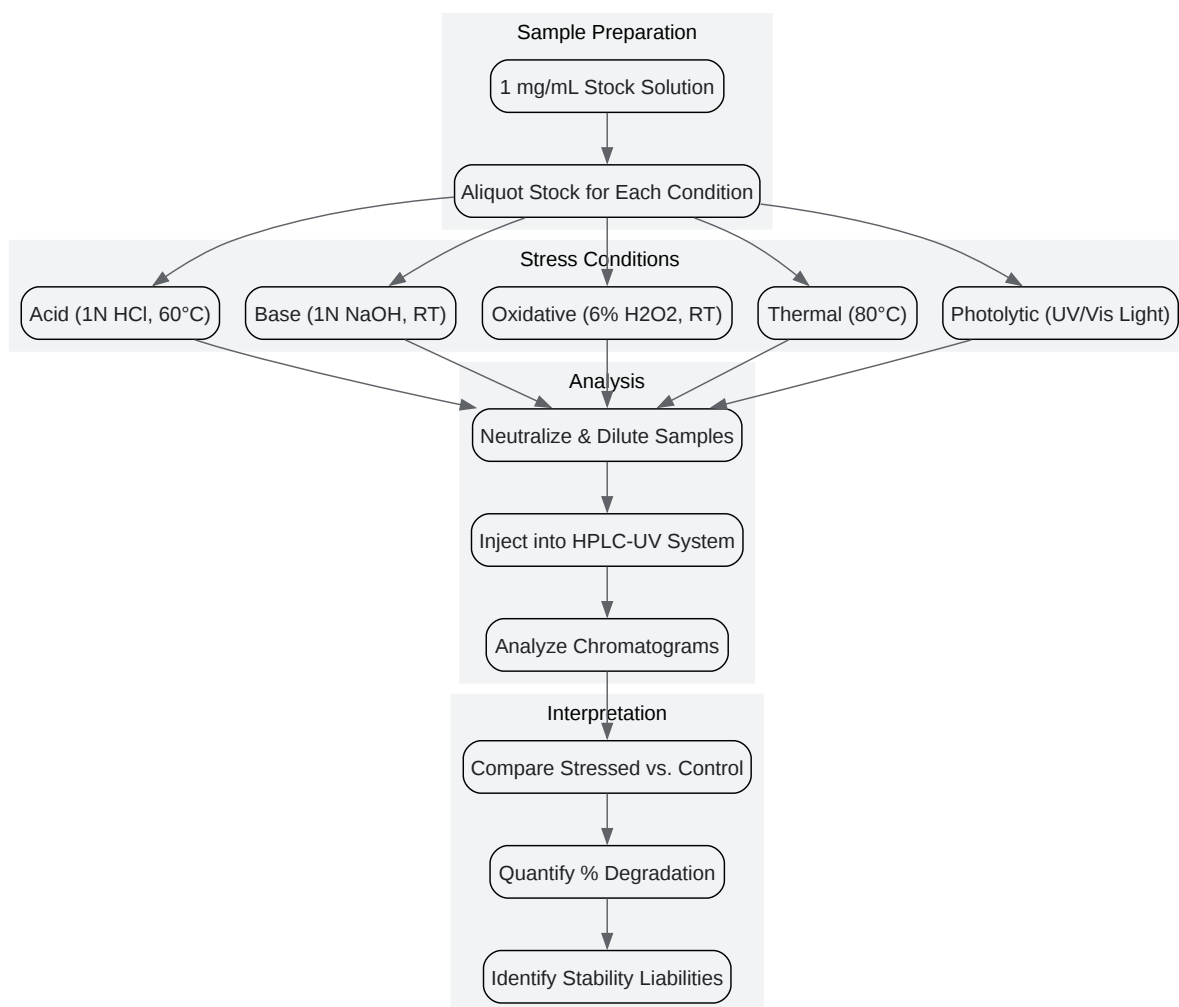 Sample Preparation
1 mg/mL Stock Solution
Aliquot Stock for Each Condition
Stress Conditions
Acid (1N HCl, 60°C)
Base (1N NaOH, RT)
Oxidative (6% H2O2, RT)
Thermal (80°C)
Photolytic (UV/Vis Light)
Analysis
Neutralize & Dilute Samples
Inject into HPLC-UV System
Analyze Chromatograms
Interpretation
Compare Stressed vs. Control
Quantify % Degradation
Identify Stability Liabilities